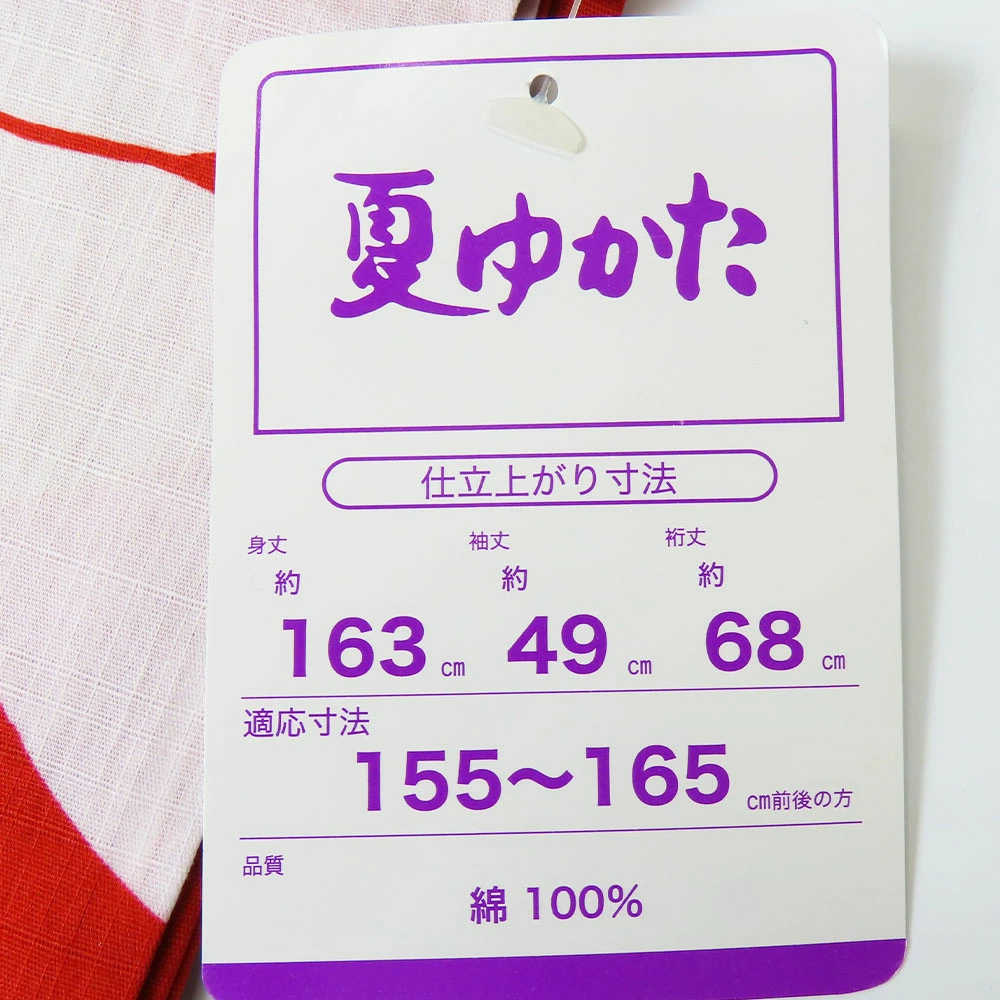 夏ゆかた
仕立上がり寸法
身丈 袖丈 裄丈
約 約 約
163cm 49cm 68cm
適応寸法
155～165cm前後の方
品質
綿 100%